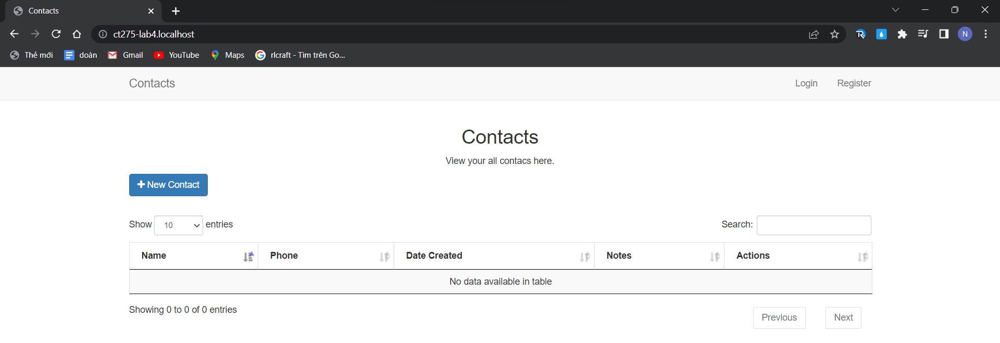 Contacts
ct275-lab4.localhost
N
Thẻ mới doàn Gmail YouTube Maps rlcraft - Tìm trên Go...
Contacts Login Register
Contacts
View your all contacs here.
New Contact
Show 10 entries Search:
Name Phone Date Created Notes Actions
No data available in table
Showing 0 to 0 of 0 entries
Previous Next